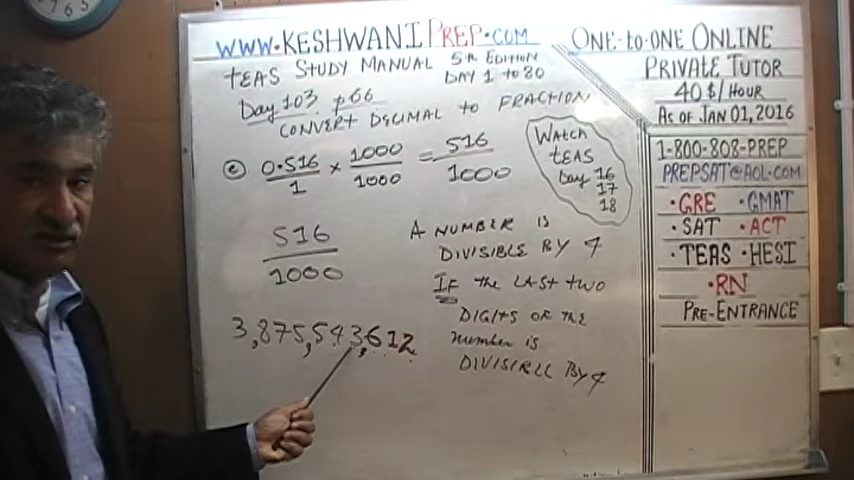 WWW.KESHWANIPREP.COM
TEAS STUDY MANUAL 5TH EDITION
DAY 1 TO 80
Day 103. p66
CONVERT DECIMAL to FRACTION
e 0.516/1 × 1000/1000 = 516/1000
516/1000
3,875,543,612
Watch
tEAS
Day 16
17
18
A NUMBER IS
DIVISIBLE BY 4
IF the LAST TWO
DIGITS OF THE
Number is
DIVISIBLE BY 4
ONE-to-ONE ONLINE
PRIVATE TUTOR
40 $/HOUR
AS OF JAN 01, 2016
1-800-808-PREP
PREPSAT@AOL.COM
•GRE •GMAT
•SAT •ACT
•TEAS •HESI
•RN
PRE-ENTRANCE